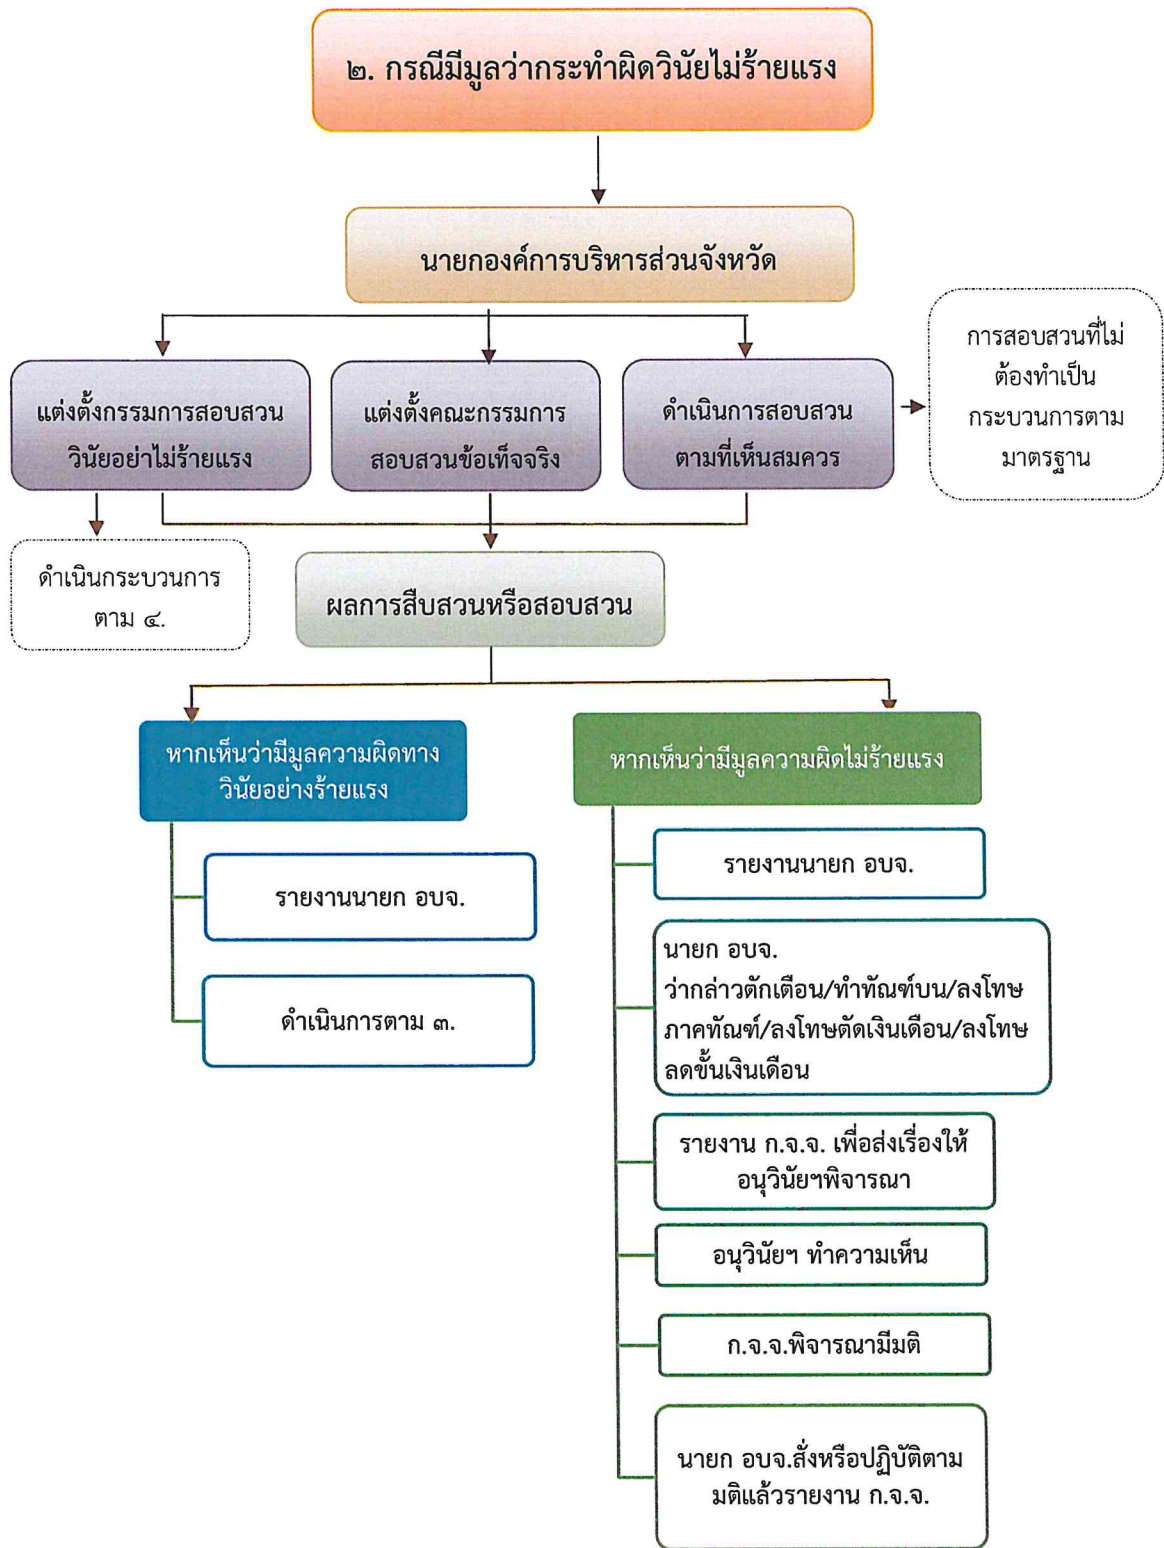 ๒. กรณีมีมูลว่ากระทำผิดวินัยไม่ร้ายแรง
นายกองค์การบริหารส่วนจังหวัด
แต่งตั้งกรรมการสอบสวน
วินัยอย่าไม่ร้ายแรง
แต่งตั้งคณะกรรมการ
สอบสวนข้อเท็จจริง
ดำเนินการสอบสวน
ตามที่เห็นสมควร
การสอบสวนที่ไม่
ต้องทำเป็น
กระบวนการตาม
มาตรฐาน
ดำเนินกระบวนการ
ตาม ๔.
ผลการสืบสวนหรือสอบสวน
หากเห็นว่ามีมูลความผิดทาง
วินัยอย่างร้ายแรง
รายงานนายก อบจ.
ดำเนินการตาม ๓.
หากเห็นว่ามีมูลความผิดไม่ร้ายแรง
รายงานนายก อบจ.
นายก อบจ.
ว่ากล่าวตักเตือน/ทำทัณฑ์บน/ลงโทษ
ภาคทัณฑ์/ลงโทษตัดเงินเดือน/ลงโทษ
ลดขั้นเงินเดือน
รายงาน ก.จ.จ. เพื่อส่งเรื่องให้
อนุวินัยฯพิจารณา
อนุวินัยฯ ทำความเห็น
ก.จ.จ.พิจารณามีมติ
นายก อบจ.สั่งหรือปฏิบัติตาม
มติแล้วรายงาน ก.จ.จ.